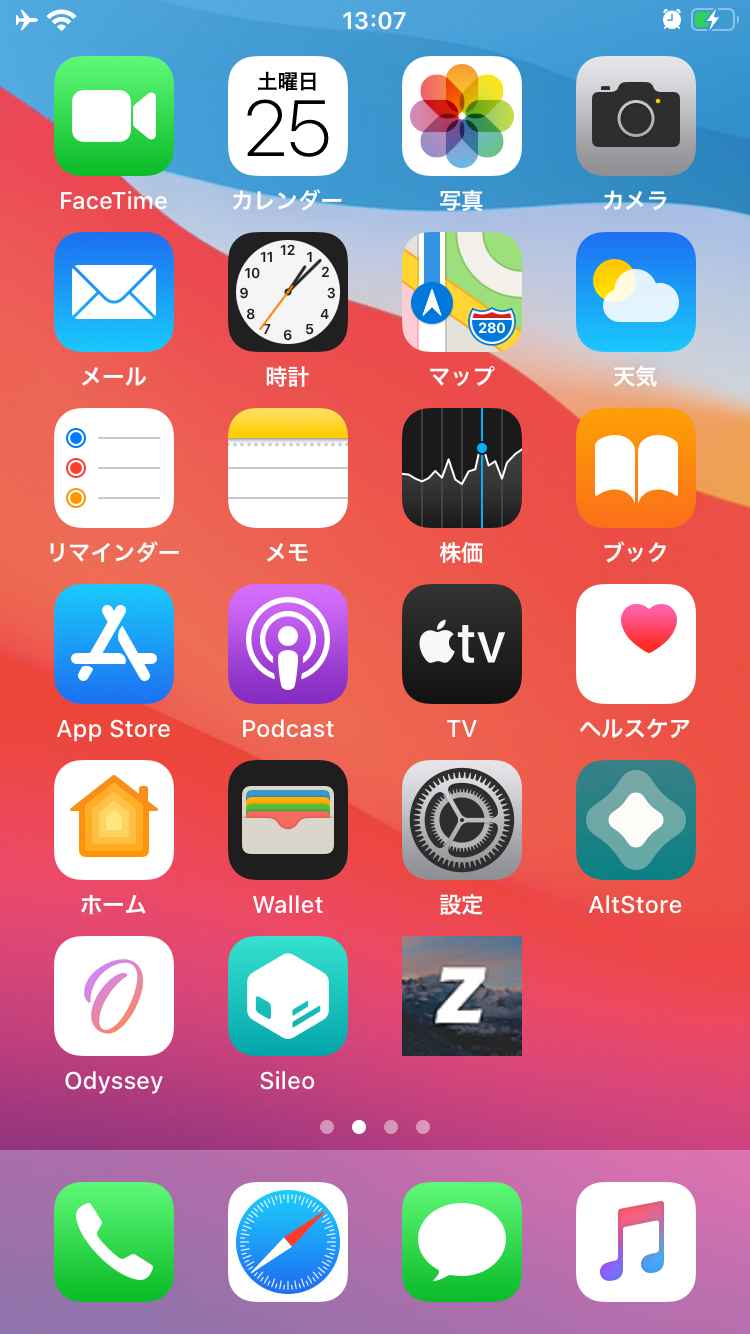 13:07
土曜日
25
FaceTime
カレンダー
写真
カメラ
12
1
2
3
4
5
6
7
8
9
10
11
280
メール
時計
マップ
天気
リマインダー
メモ
株価
ブック
tv
App Store
Podcast
TV
ヘルスケア
ホーム
Wallet
設定
AltStore
Z
Odyssey
Sileo